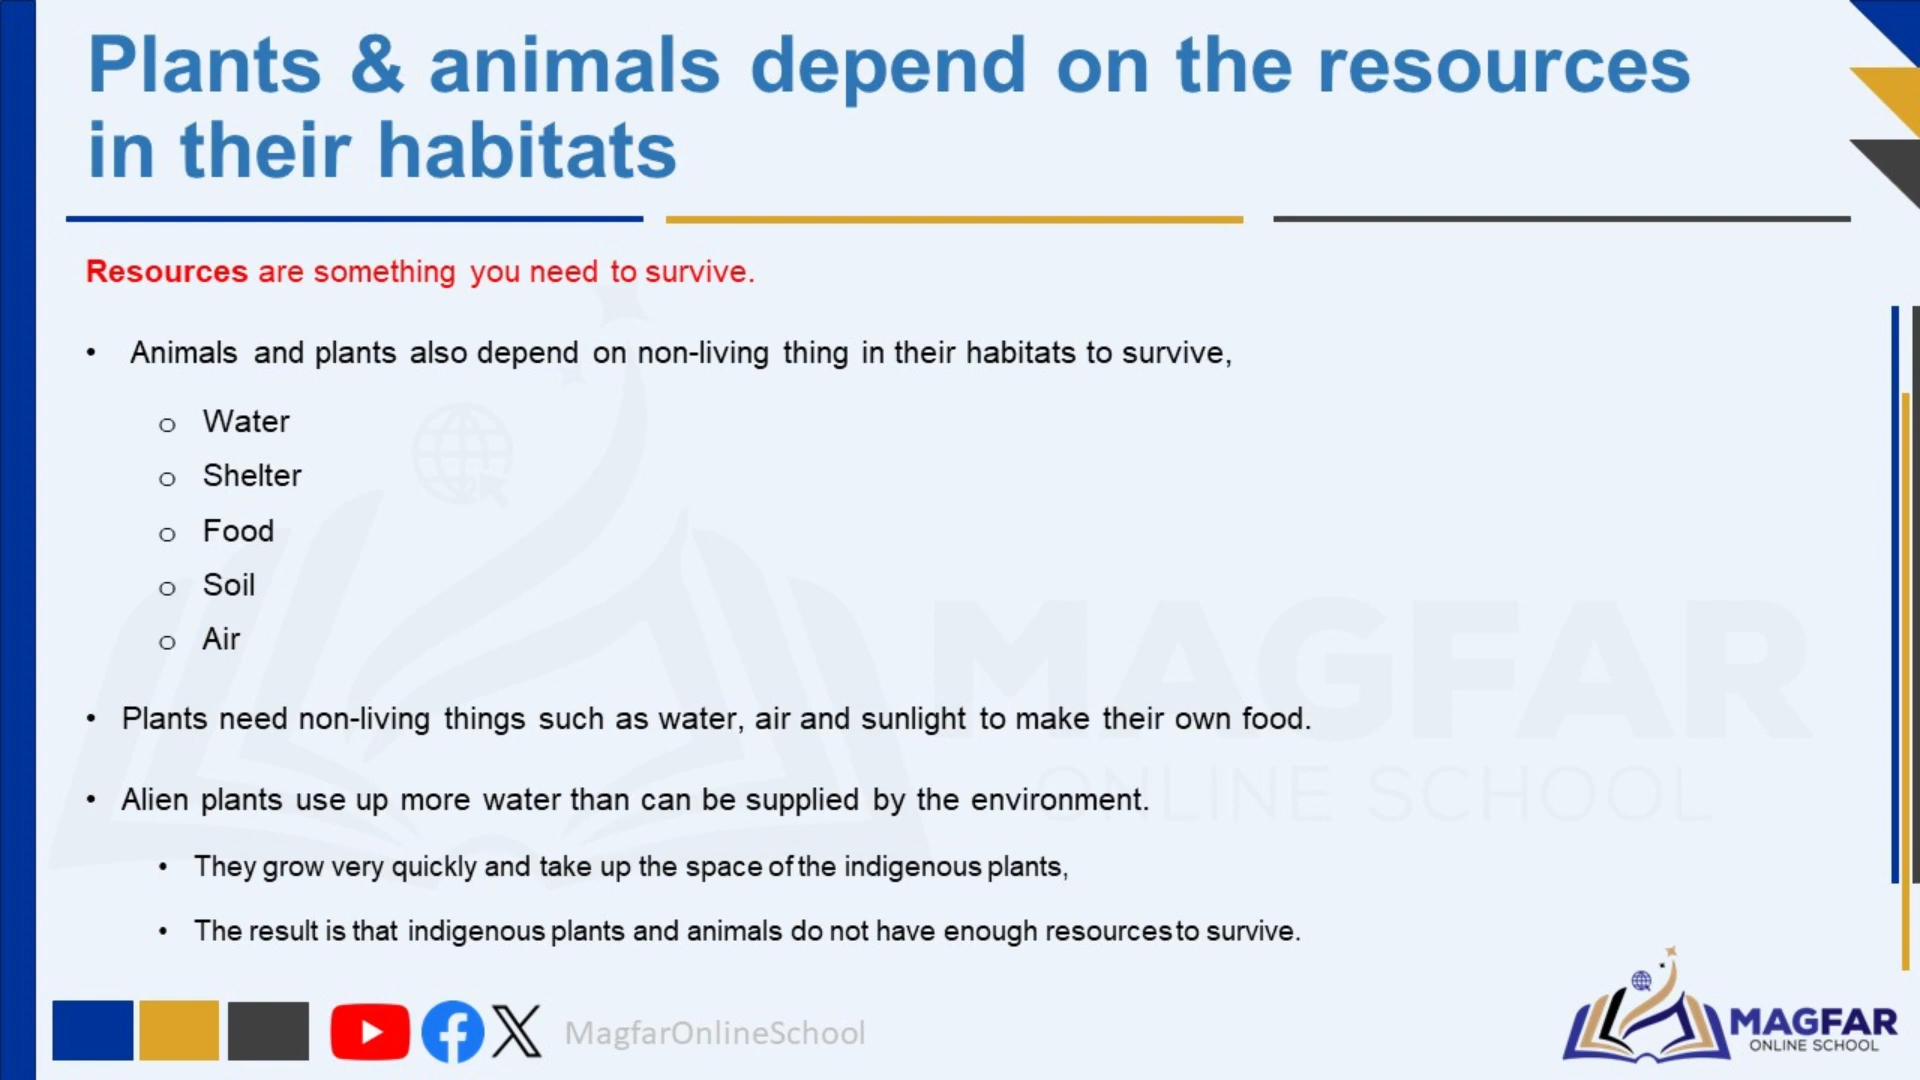 Plants & animals depend on the resources
in their habitats
Resources are something you need to survive.
• Animals and plants also depend on non-living thing in their habitats to survive,
o Water
o Shelter
o Food
o Soil
o Air
• Plants need non-living things such as water, air and sunlight to make their own food.
• Alien plants use up more water than can be supplied by the environment.
• They grow very quickly and take up the space of the indigenous plants,
• The result is that indigenous plants and animals do not have enough resources to survive.
MAGFAR
ONLINE SCHOOL
MagfarOnlineSchool
MAGFAR
ONLINE SCHOOL